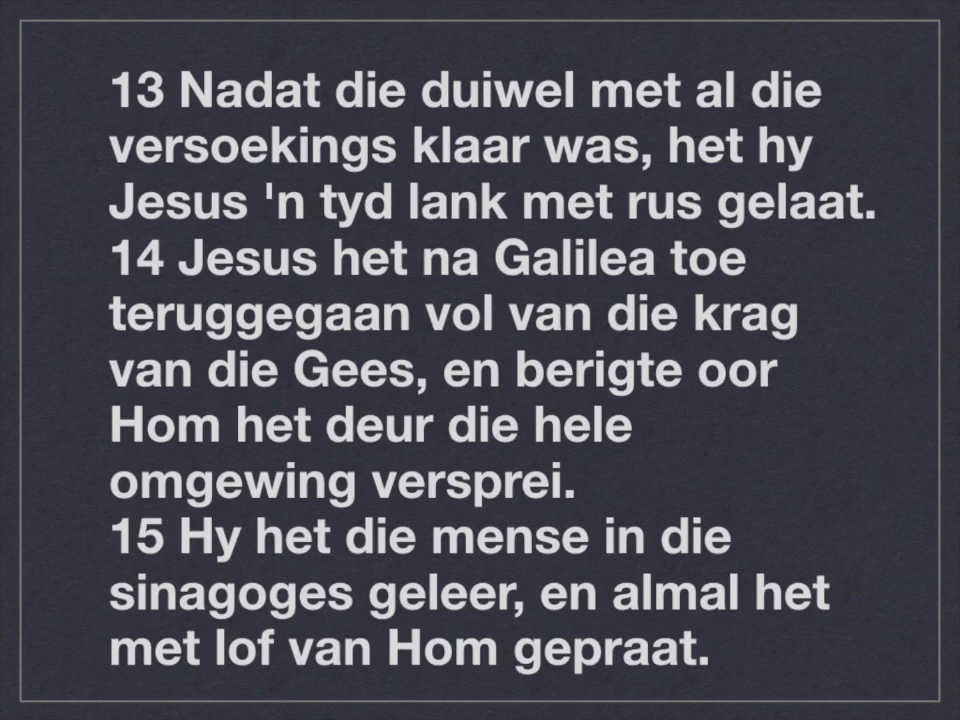 13 Nadat die duiwel met al die
versoekings klaar was, het hy
Jesus 'n tyd lank met rus gelaat.
14 Jesus het na Galilea toe
teruggegaan vol van die krag
van die Gees, en berigte oor
Hom het deur die hele
omgewing versprei.
15 Hy het die mense in die
sinagoges geleer, en almal het
met lof van Hom gepraat.